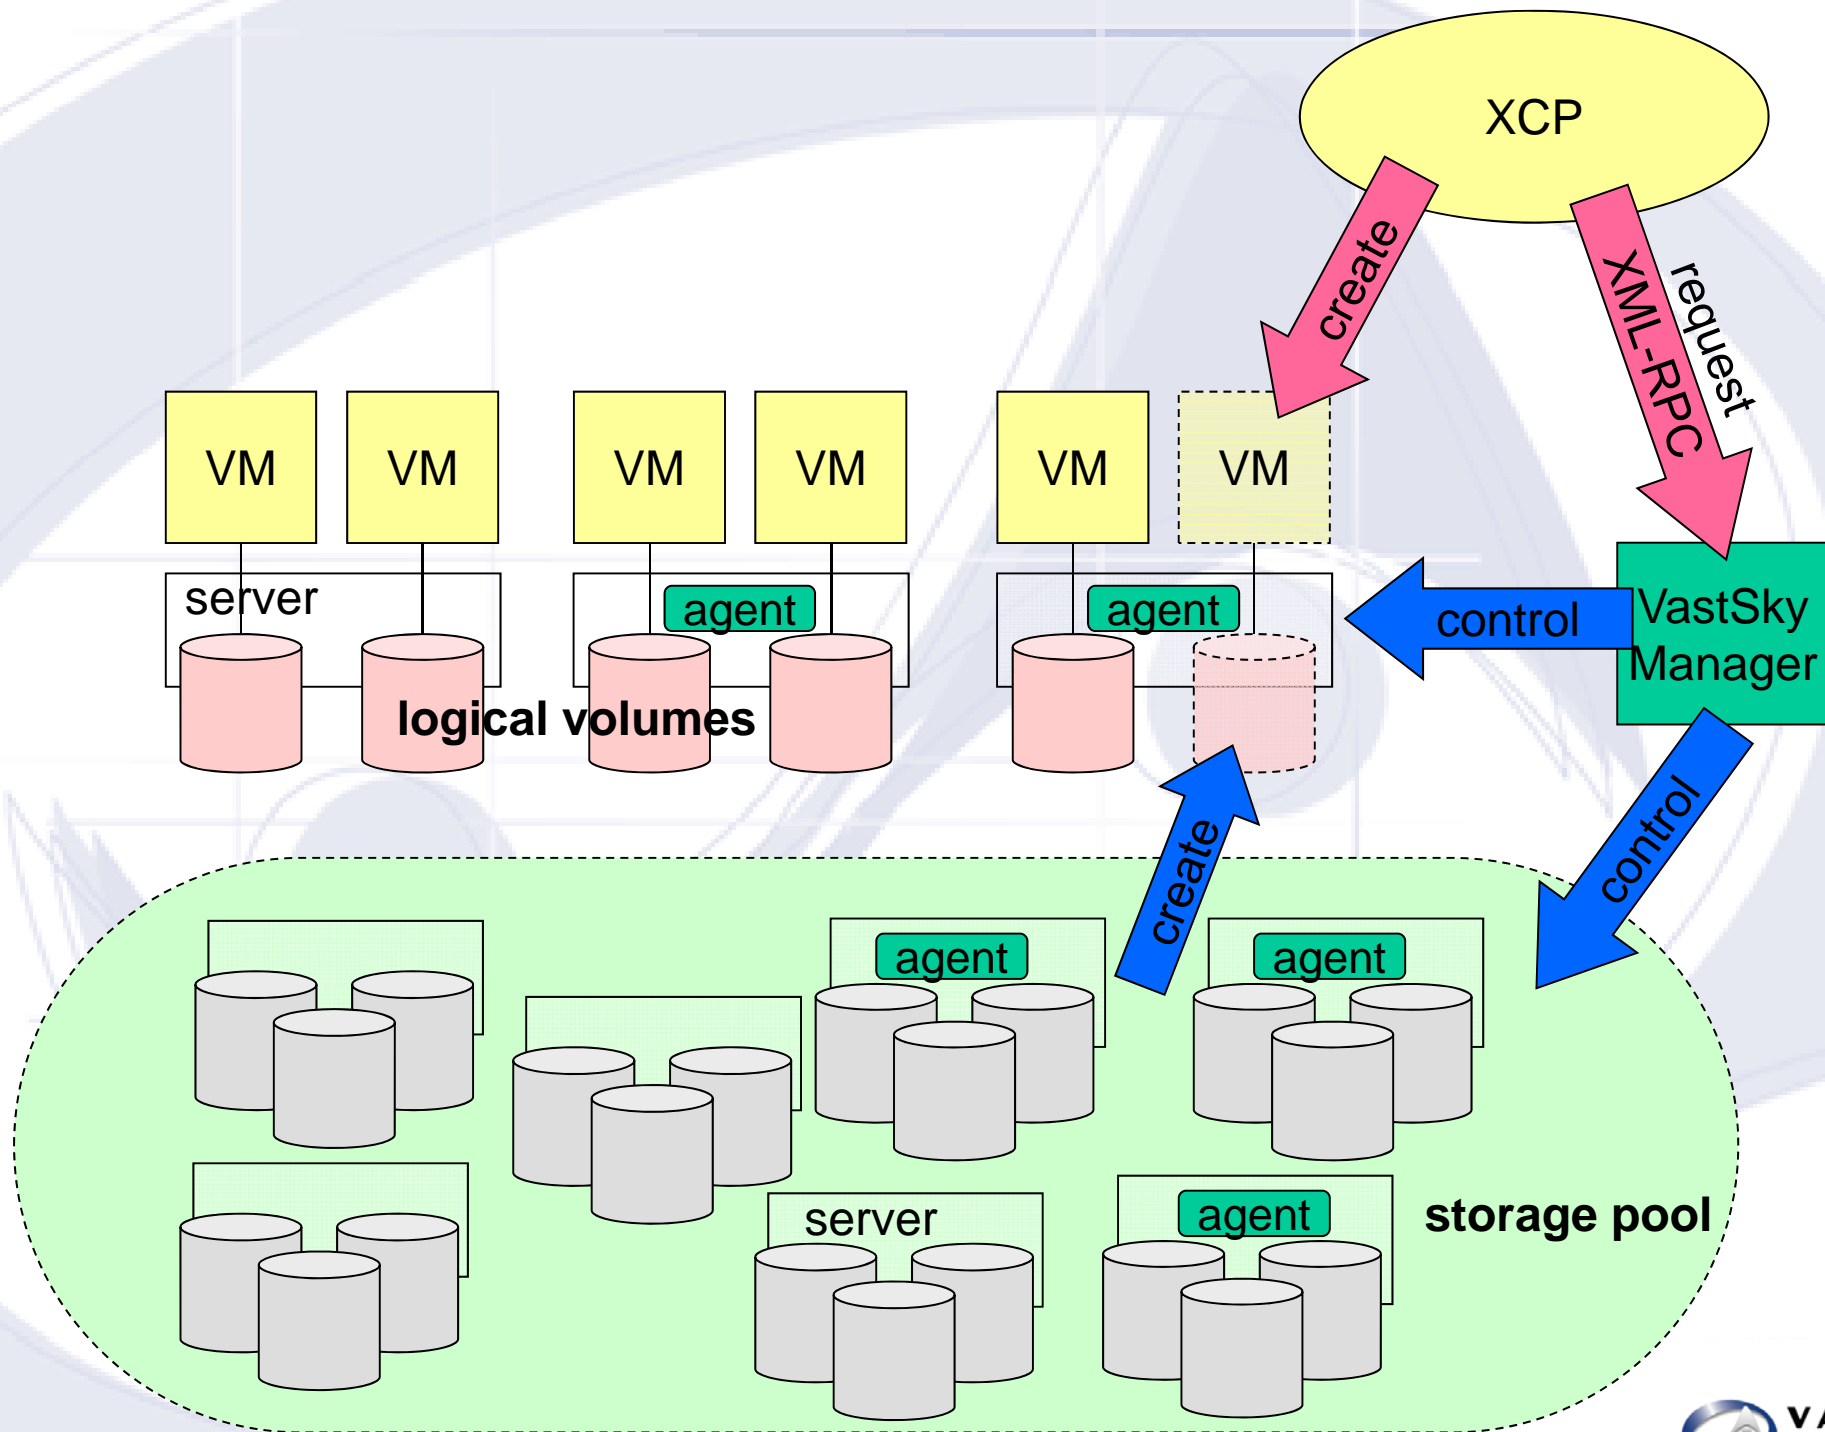 XCP
create
request
XML-RPC
VM VM VM VM VM VM
server
agent
agent
control
VastSky
Manager
logical volumes
create
control
agent
agent
server
agent
storage pool